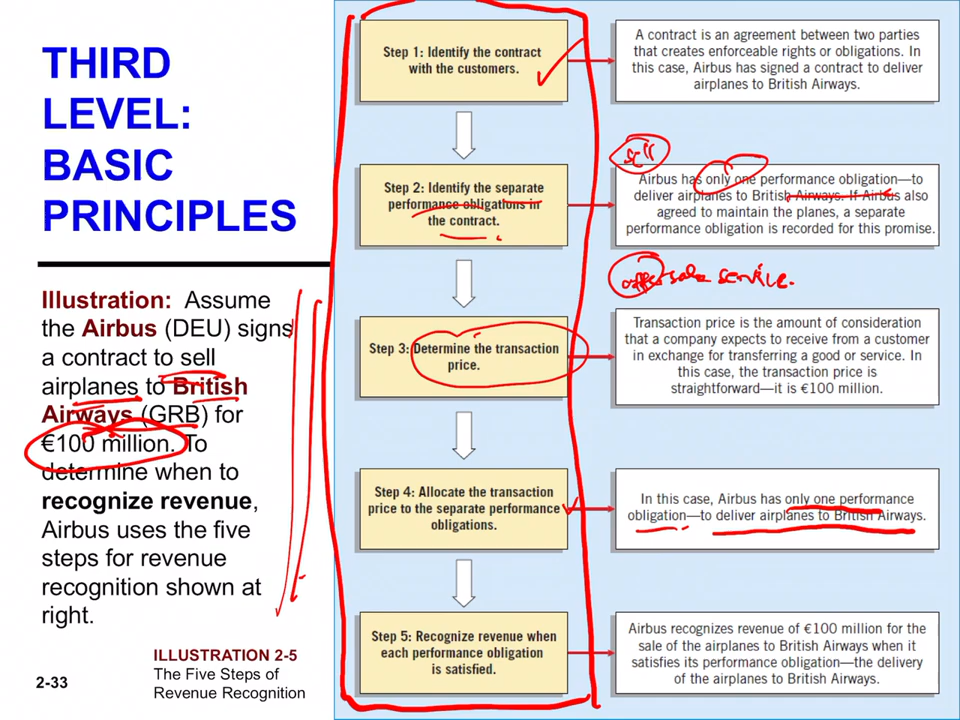 THIRD
LEVEL:
BASIC
PRINCIPLES
Illustration: Assume
the Airbus (DEU) signs
a contract to sell
airplanes to British
Airways (GRB) for
€100 million. To
determine when to
recognize revenue,
Airbus uses the five
steps for revenue
recognition shown at
right.
ILLUSTRATION 2-5
The Five Steps of
Revenue Recognition
2-33
Step 1: Identify the contract
with the customers.
A contract is an agreement between two parties
that creates enforceable rights or obligations. In
this case, Airbus has signed a contract to deliver
airplanes to British Airways.
sell
Step 2: Identify the separate
performance obligations in
the contract.
Airbus has only one performance obligation—to
deliver airplanes to British Airways. If Airbus also
agreed to maintain the planes, a separate
performance obligation is recorded for this promise.
service.
Step 3: Determine the transaction
price.
Transaction price is the amount of consideration
that a company expects to receive from a customer
in exchange for transferring a good or service. In
this case, the transaction price is
straightforward—it is €100 million.
Step 4: Allocate the transaction
price to the separate performance
obligations.
In this case, Airbus has only one performance
obligation—to deliver airplanes to British Airways.
Step 5: Recognize revenue when
each performance obligation
is satisfied.
Airbus recognizes revenue of €100 million for the
sale of the airplanes to British Airways when it
satisfies its performance obligation—the delivery
of the airplanes to British Airways.